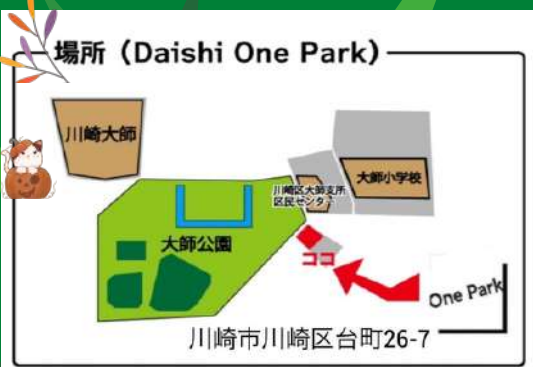 場所（Daishi One Park）
川崎大師
大師小学校
川崎区大師支所
区民センター
大師公園
ココ
One Park
川崎市川崎区台町26-7